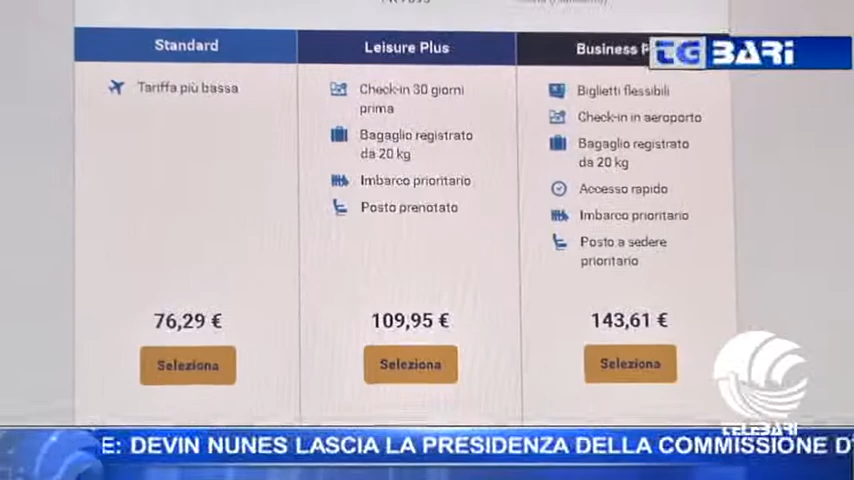 Standard
Leisure Plus
Business
TG BARI
Tariffa più bassa
Check-in 30 giorni
prima
Bagaglio registrato
da 20 kg
Imbarco prioritario
Posto prenotato
Biglietti flessibili
Check-in in aeroporto
Bagaglio registrato
da 20 kg
Accesso rapido
Imbarco prioritario
Posto a sedere
prioritario
76,29 €
109,95 €
143,61 €
Seleziona
Seleziona
Seleziona
TELEBARI
E: DEVIN NUNES LASCIA LA PRESIDENZA DELLA COMMISSIONE D